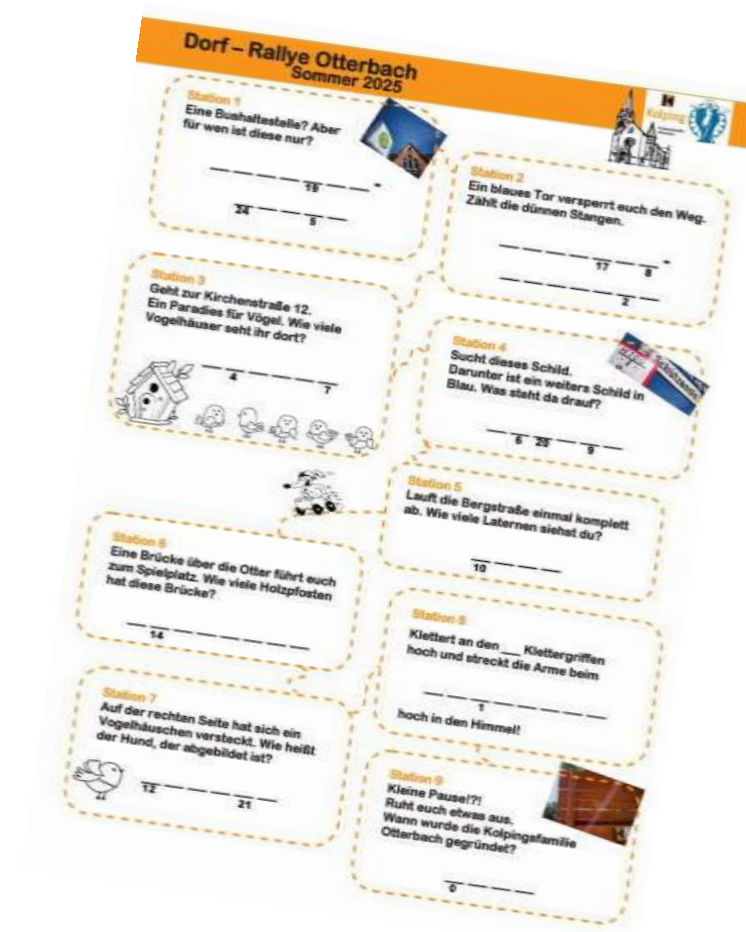 Dorf – Rallye Otterbach
Sommer 2025
Kolping
Station 1
Eine Bushaltestelle? Aber
für wen ist diese nur?
19
24 5
Station 2
Ein blaues Tor versperrt euch den Weg.
Zählt die dünnen Stangen.
17 8
2
Station 3
Geht zur Kirchenstraße 12.
Ein Paradies für Vögel. Wie viele
Vogelhäuser seht ihr dort?
4 7
Station 4
Sucht dieses Schild.
Darunter ist ein weiters Schild in
Blau. Was steht da drauf?
6 20 9
Station 5
Lauft die Bergstraße einmal komplett
ab. Wie viele Laternen siehst du?
10
Station 6
Eine Brücke über die Otter führt euch
zum Spielplatz. Wie viele Holzpfosten
hat diese Brücke?
14
Station 7
Auf der rechten Seite hat sich ein
Vogelhäuschen versteckt. Wie heißt
der Hund, der abgebildet ist?
12 21
Station 8
Klettert an den ___ Klettergriffen
hoch und streckt die Arme beim
1
hoch in den Himmel!
Station 9
Kleine Pause!?!
Ruht euch etwas aus.
Wann wurde die Kolpingsfamilie
Otterbach gegründet?
0